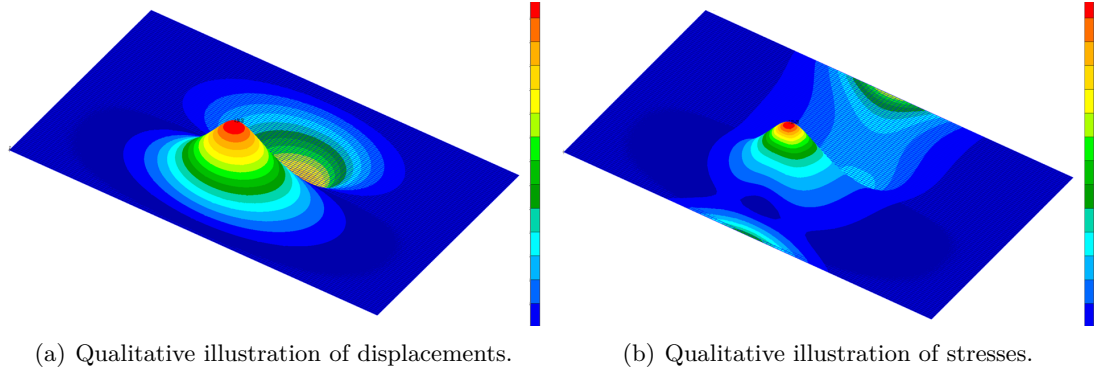 (a) Qualitative illustration of displacements.
(b) Qualitative illustration of stresses.